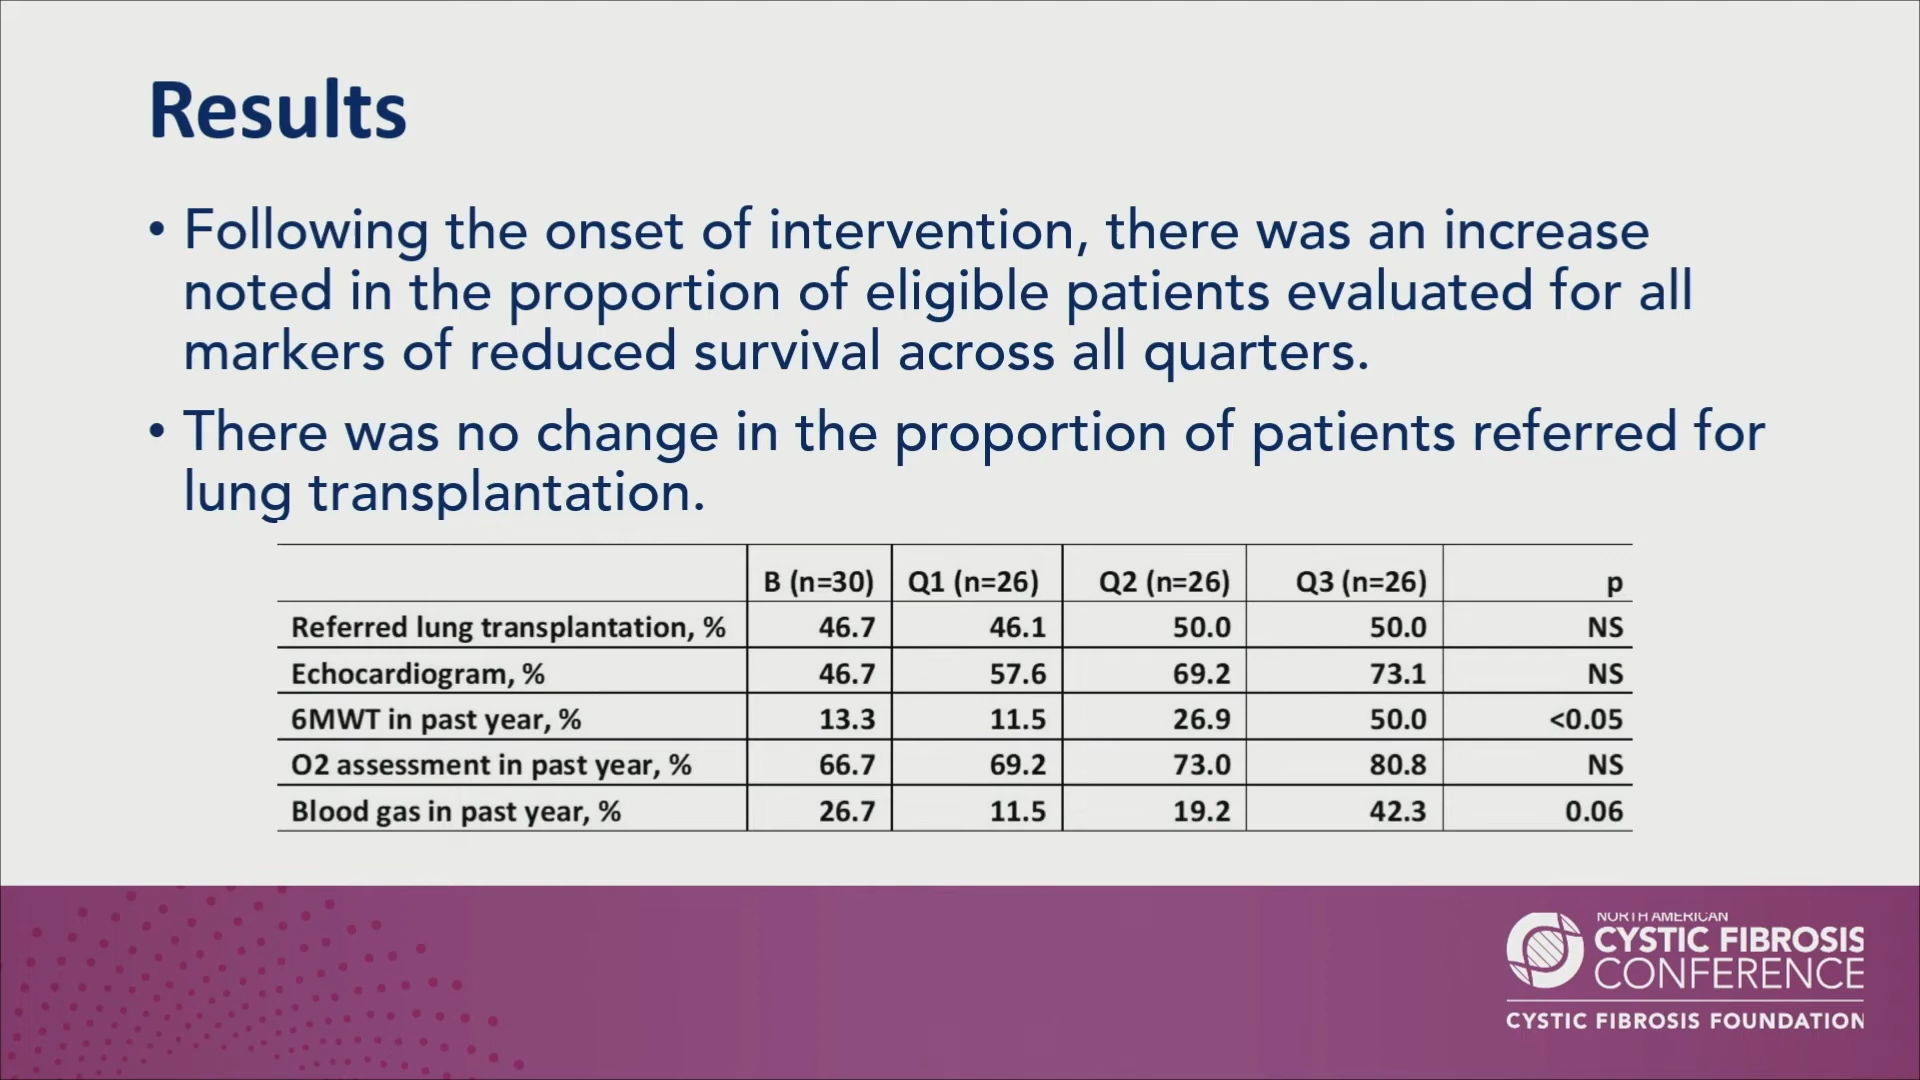 Results
• Following the onset of intervention, there was an increase
noted in the proportion of eligible patients evaluated for all
markers of reduced survival across all quarters.
• There was no change in the proportion of patients referred for
lung transplantation.
B (n=30) Q1 (n=26) Q2 (n=26) Q3 (n=26) p
Referred lung transplantation, % 46.7 46.1 50.0 50.0 NS
Echocardiogram, % 46.7 57.6 69.2 73.1 NS
6MWT in past year, % 13.3 11.5 26.9 50.0 <0.05
O2 assessment in past year, % 66.7 69.2 73.0 80.8 NS
Blood gas in past year, % 26.7 11.5 19.2 42.3 0.06
NORTH AMERICAN
CYSTIC FIBROSIS
CONFERENCE
CYSTIC FIBROSIS FOUNDATION